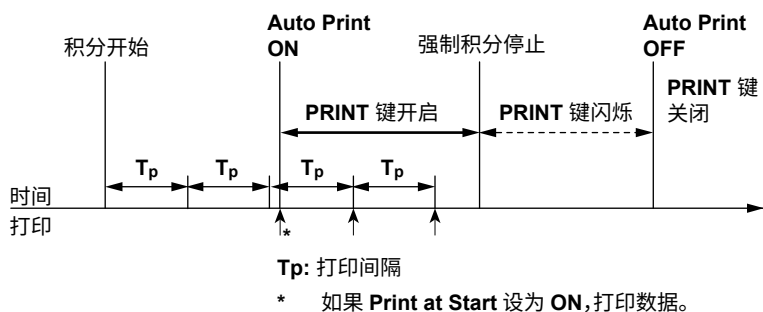 积分开始
Auto Print
ON
强制积分停止
Auto Print
OFF
PRINT 键开启
PRINT 键闪烁
PRINT 键
关闭
Tp
Tp
Tp
Tp
时间
打印
*
Tp: 打印间隔
* 如果 Print at Start 设为 ON,打印数据。